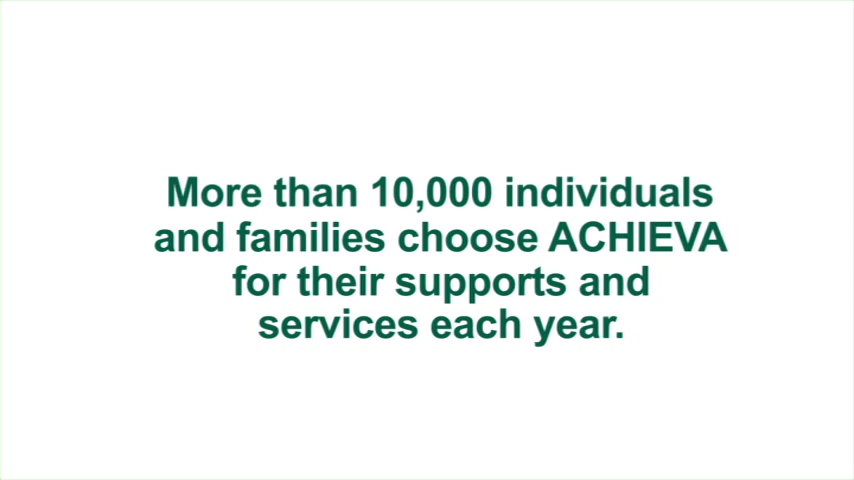 More than 10,000 individuals
and families choose ACHIEVA
for their supports and
services each year.